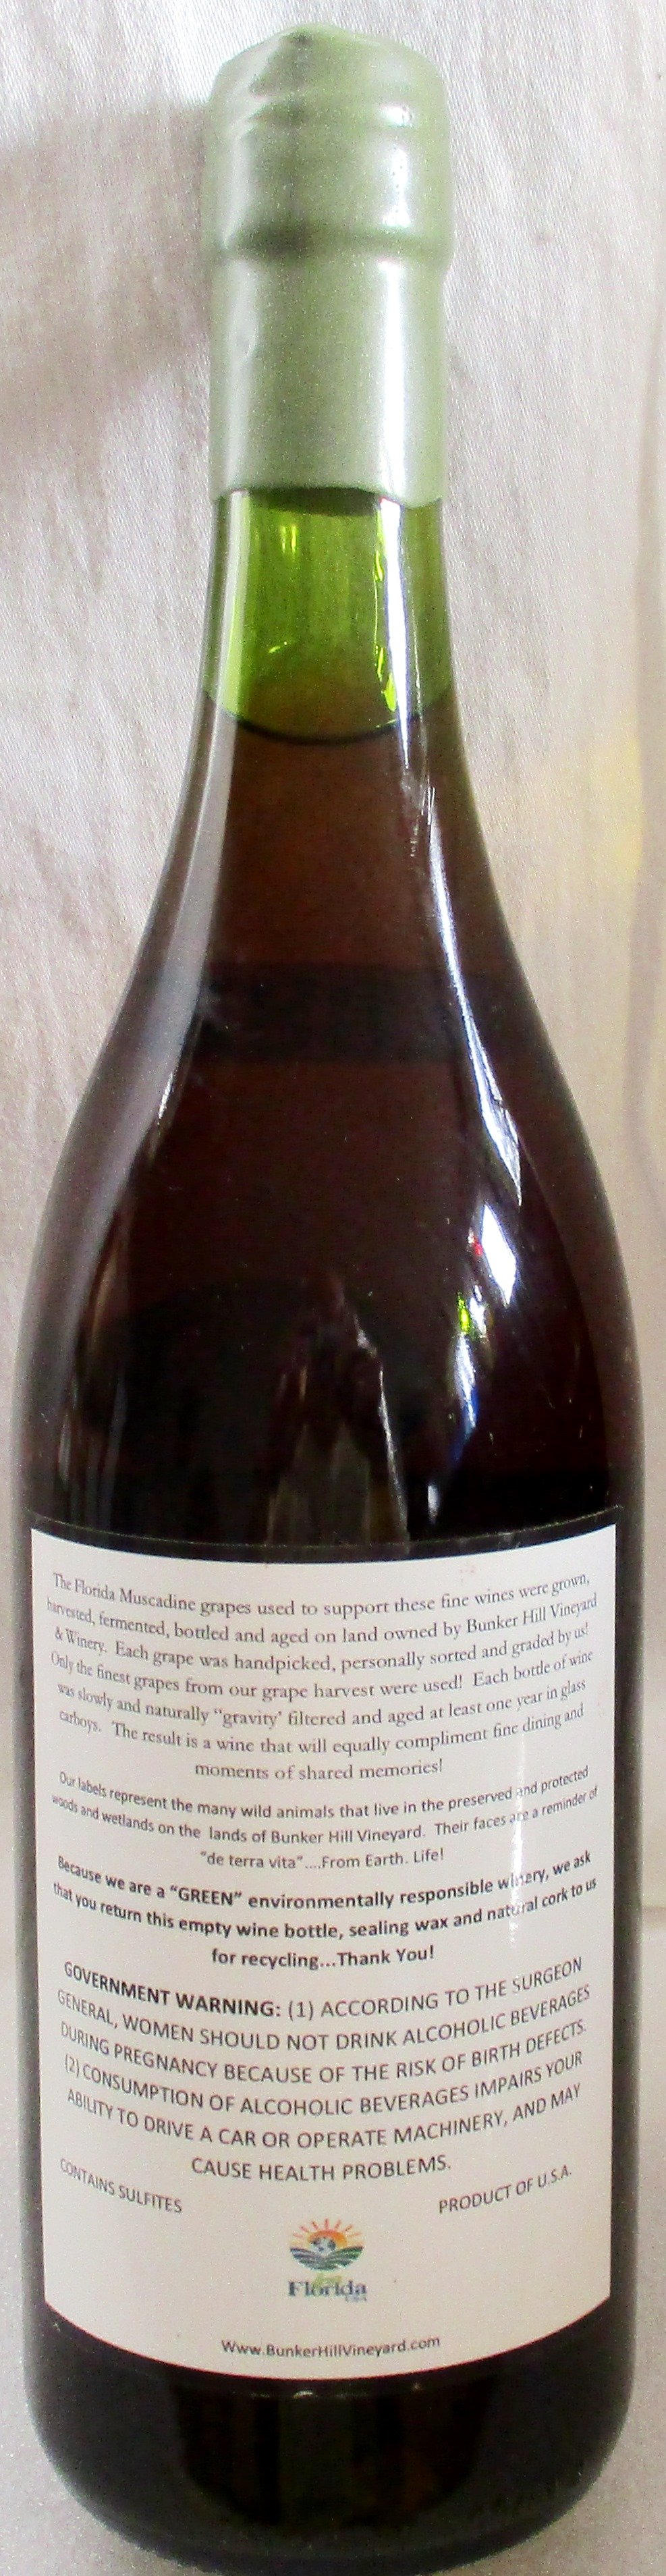 The Florida Muscadine grapes used to support these fine wines were grown,
harvested, fermented, bottled and aged on land owned by Bunker Hill Vineyard
& Winery. Each grape was handpicked, personally sorted and graded by us!
Only the finest grapes from our grape harvest were used! Each bottle of wine
was slowly and naturally "gravity' filtered and aged at least one year in glass
carboys. The result is a wine that will equally compliment fine dining and
moments of shared memories!
Our labels represent the many wild animals that live in the preserved and protected
woods and wetlands on the lands of Bunker Hill Vineyard. Their faces are a reminder of
"de terra vita"....From Earth. Life!
Because we are a "GREEN" environmentally responsible winery, we ask
that you return this empty wine bottle, sealing wax and natural cork to us
for recycling...Thank You!
GOVERNMENT WARNING: (1) ACCORDING TO THE SURGEON
GENERAL, WOMEN SHOULD NOT DRINK ALCOHOLIC BEVERAGES
DURING PREGNANCY BECAUSE OF THE RISK OF BIRTH DEFECTS.
(2) CONSUMPTION OF ALCOHOLIC BEVERAGES IMPAIRS YOUR
ABILITY TO DRIVE A CAR OR OPERATE MACHINERY, AND MAY
CAUSE HEALTH PROBLEMS.
CONTAINS SULFITES
PRODUCT OF U.S.A.
Florida
Www.BunkerHillVineyard.com